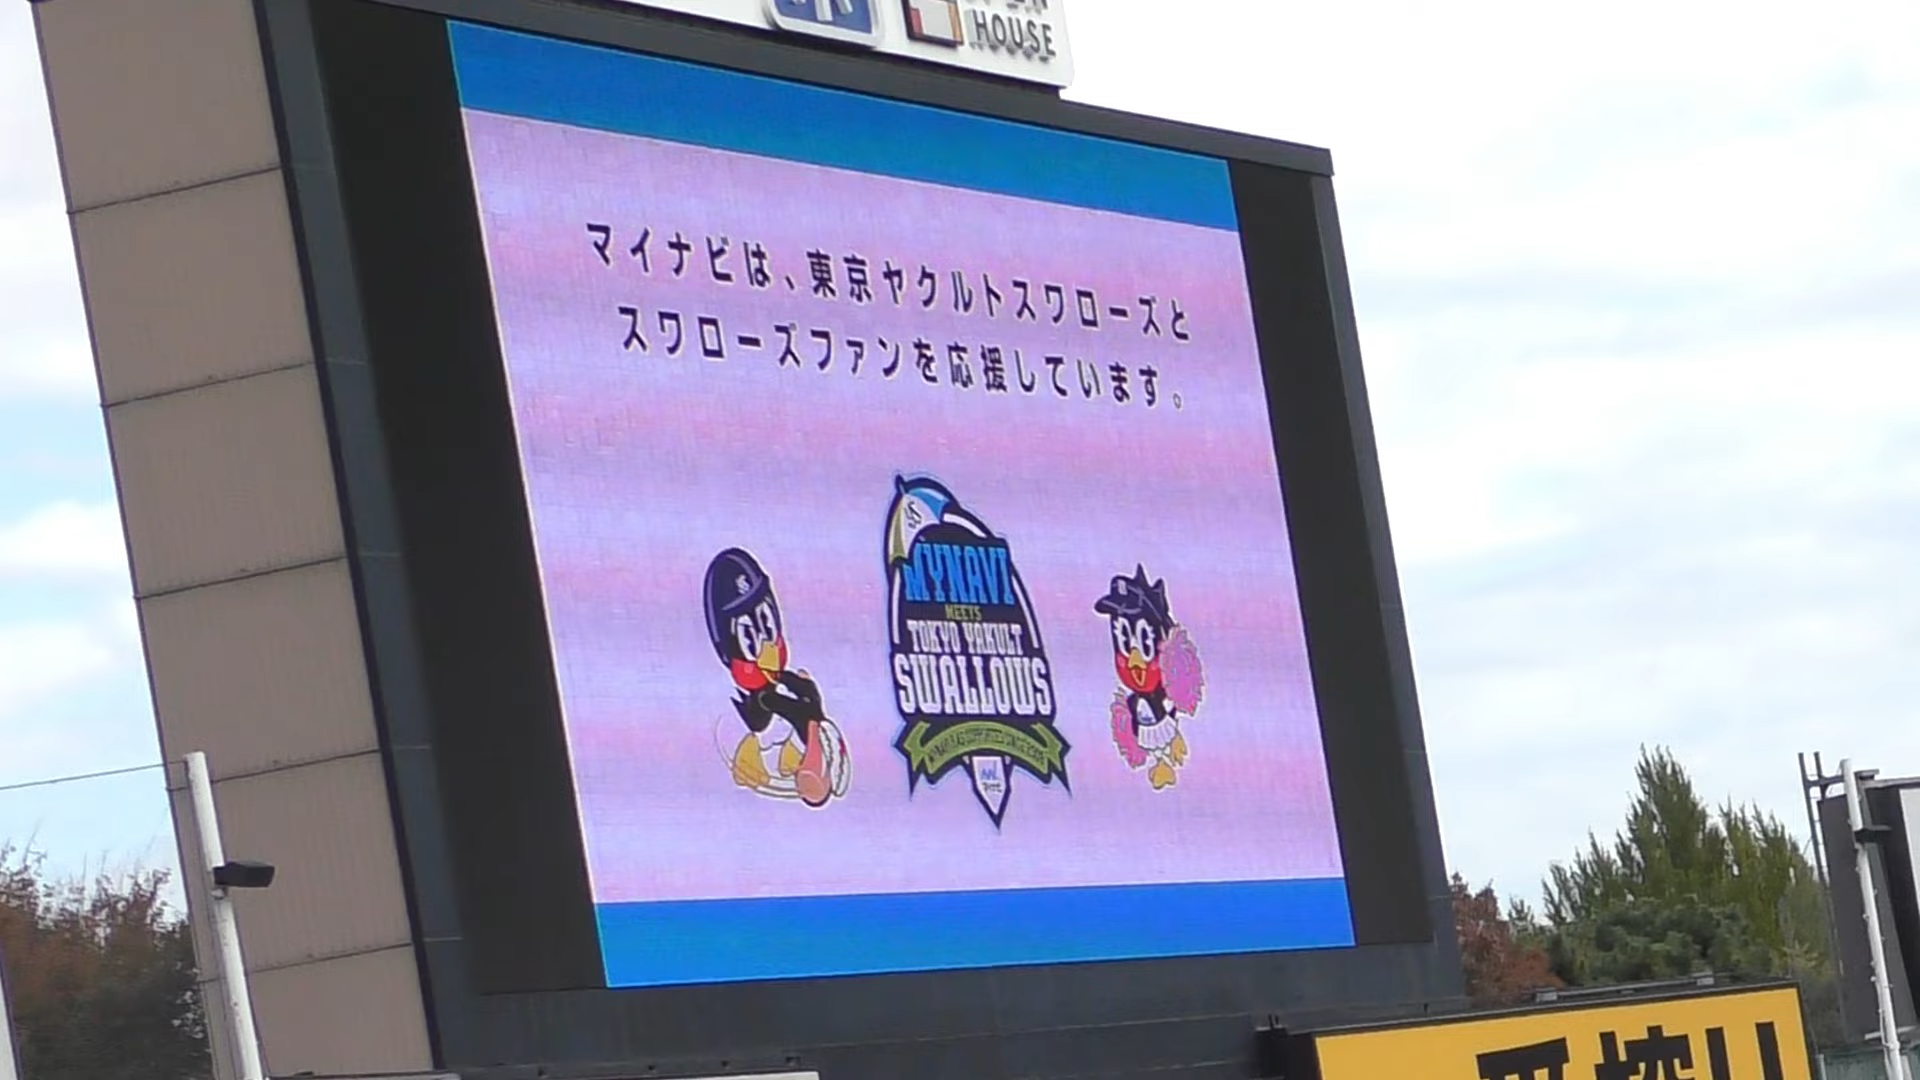 HOUSE
マイナビは、東京ヤクルトスワローズと
スワローズファンを応援しています。
MYNAVI
MEETS
TOKYO YAKULT
SWALLOWS
搾り